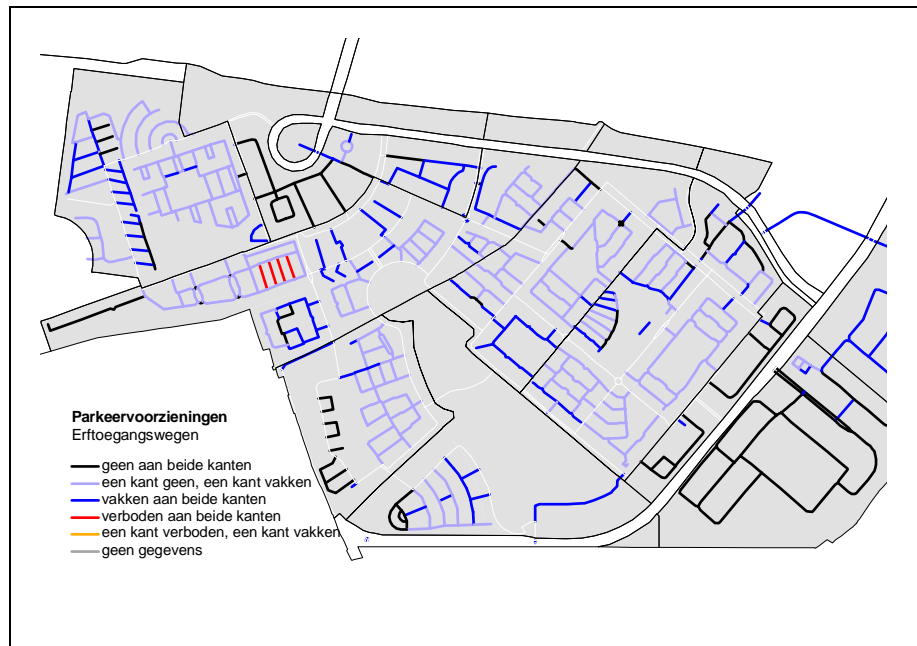 Parkeervoorzieningen
Erftoegangswegen
geen aan beide kanten
een kant geen, een kant vakken
vakken aan beide kanten
verboden aan beide kanten
een kant verboden, een kant vakken
geen gegevens